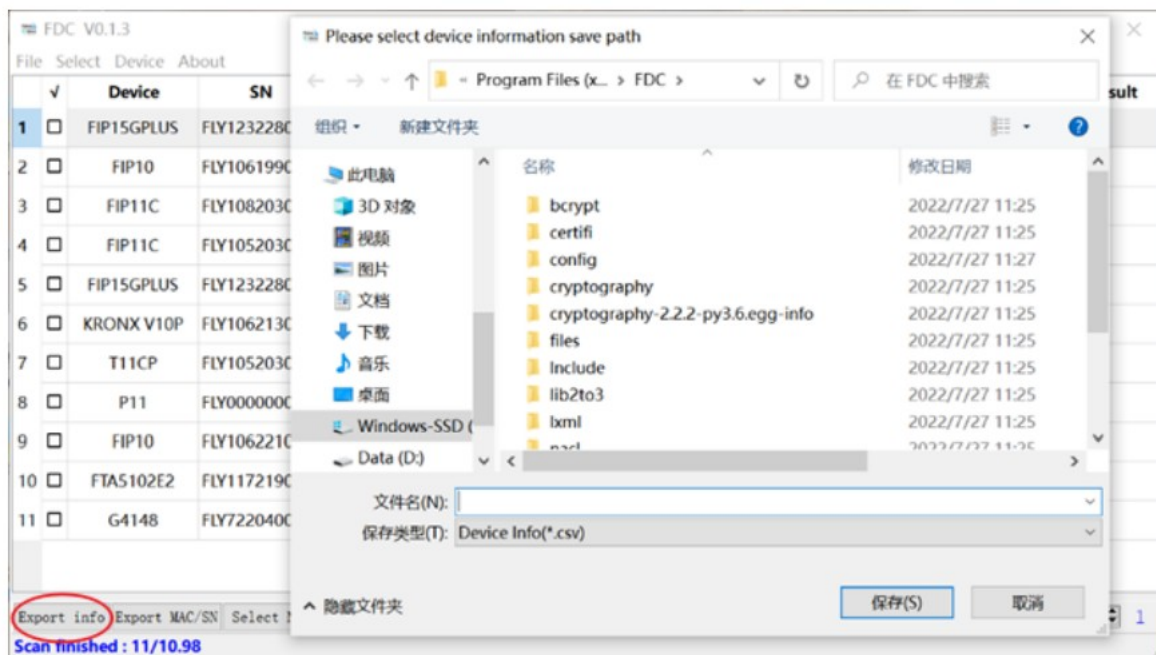 FDC V0.1.3
File Select Device About
√ Device SN
1 FIP15GPLUS FLY1232280
2 FIP10 FLY1061990
3 FIP11C FLY1082030
4 FIP11C FLY1052030
5 FIP15GPLUS FLY1232280
6 KRONX V10P FLY1062130
7 T11CP FLY1052030
8 P11 FLY0000000
9 FIP10 FLY1062210
10 FTA5102E2 FLY1172190
11 G4148 FLY7220400
sult
Please select device information save path
« Program Files (x... > FDC >
在 FDC 中搜索
组织
新建文件夹
此电脑
3D 对象
视频
图片
文档
下载
音乐
桌面
Windows-SSD (
Data (D:)
名称 修改日期
bcrypt 2022/7/27 11:25
certifi 2022/7/27 11:25
config 2022/7/27 11:27
cryptography 2022/7/27 11:25
cryptography-2.2.2-py3.6.egg-info 2022/7/27 11:25
files 2022/7/27 11:25
Include 2022/7/27 11:25
lib2to3 2022/7/27 11:25
lxml 2022/7/27 11:25
nacl 2022/7/27 11:25
文件名(N):
保存类型(T): Device Info(*.csv)
隐藏文件夹
保存(S) 取消
Export info Export MAC/SN Select
1
Scan finished : 11/10.98